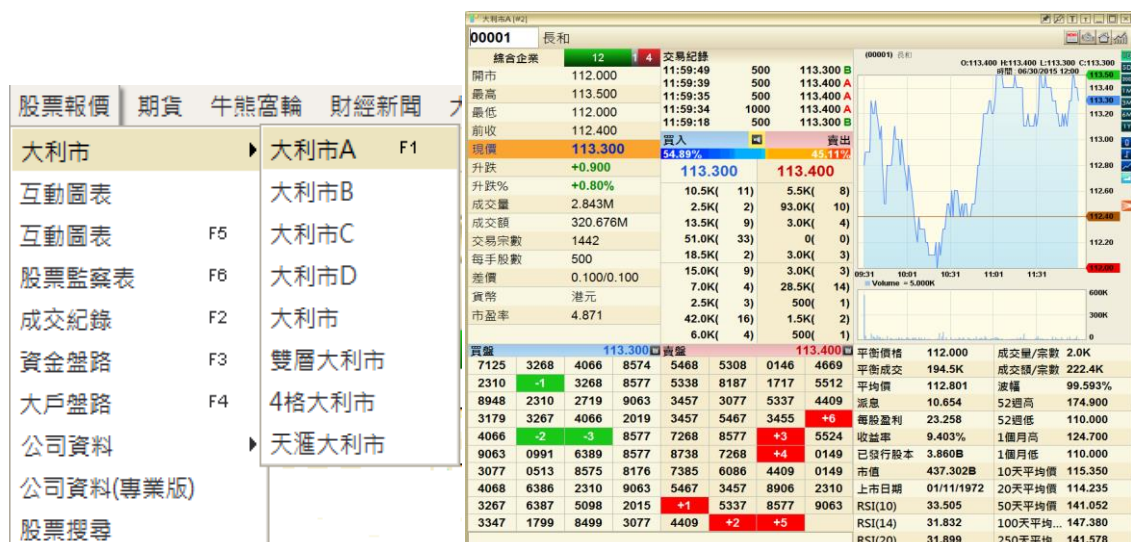 股票報價 期貨 牛熊窩輪 財經新聞
大利市
互動圖表
互動圖表 F5
股票監察表 F6
成交紀錄 F2
資金盤路 F3
大戶盤路 F4
公司資料
公司資料(專業版)
股票搜尋
大利市A F1
大利市B
大利市C
大利市D
大利市
雙層大利市
4格大利市
天滙大利市
大利市A [#2]
00001 長和
綜合企業 12 1 4
開市 112.000
最高 113.500
最低 112.000
前收 112.400
現價 113.300
升跌 +0.900
升跌% +0.80%
成交量 2.843M
成交額 320.676M
交易宗數 1442
每手股數 500
差價 0.100/0.100
貨幣 港元
市盈率 4.871
交易紀錄
11:59:49 500 113.300 B
11:59:39 500 113.400 A
11:59:35 500 113.400 A
11:59:34 1000 113.400 A
11:59:18 500 113.300 B
買入 賣出
54.89% 45.11%
113.300 113.400
10.5K( 11) 5.5K( 8)
2.5K( 2) 93.0K( 10)
13.5K( 9) 3.0K( 4)
51.0K( 33) 0( 0)
18.5K( 2) 3.0K( 3)
15.0K( 9) 3.0K( 3)
7.0K( 4) 28.5K( 14)
2.5K( 3) 500( 1)
42.0K( 16) 1.5K( 2)
6.0K( 4) 500( 1)
(00001) 長和
O:113.400 H:113.400 L:113.300 C:113.300
時間 06/30/2015 12:00
113.50
113.40
113.30
113.20
113.00
112.80
112.60
112.40
112.20
112.00
09:31 10:01 10:31 11:01 11:31
Volume = 5.000K
600K
300K
0
買盤 113.300 賣盤 113.400
7125 3268 4066 8574 5468 5308 0146 4669
2310 -1 3268 8577 5338 8187 1717 5512
8948 2310 2719 9063 3457 3077 5337 4409
3179 3267 4066 2019 3457 5467 3455 +6
4066 -2 -3 8577 7268 8577 +3 5524
9063 0991 6389 8577 8738 7268 +4 0149
3077 0513 8575 8176 7385 6086 4409 0149
4068 6386 2310 9063 5467 3457 8906 2310
3267 6387 5098 2015 +1 5337 8577 9063
3347 1799 8499 3077 4409 +2 +5
平衡價格 112.000 成交量/宗數 2.0K
平衡成交 194.5K 成交額/宗數 222.4K
平均價 112.801 波幅 99.593%
派息 10.654 52週高 174.900
每股盈利 23.258 52週低 110.000
收益率 9.403% 1個月高 124.700
已發行股本 3.860B 1個月低 110.000
市值 437.302B 10天平均價 115.350
上市日期 01/11/1972 20天平均價 114.235
RSI(10) 33.505 50天平均價 141.052
RSI(14) 31.832 100天平均... 147.380
RSI(20) 31.899 250天平均 141.578